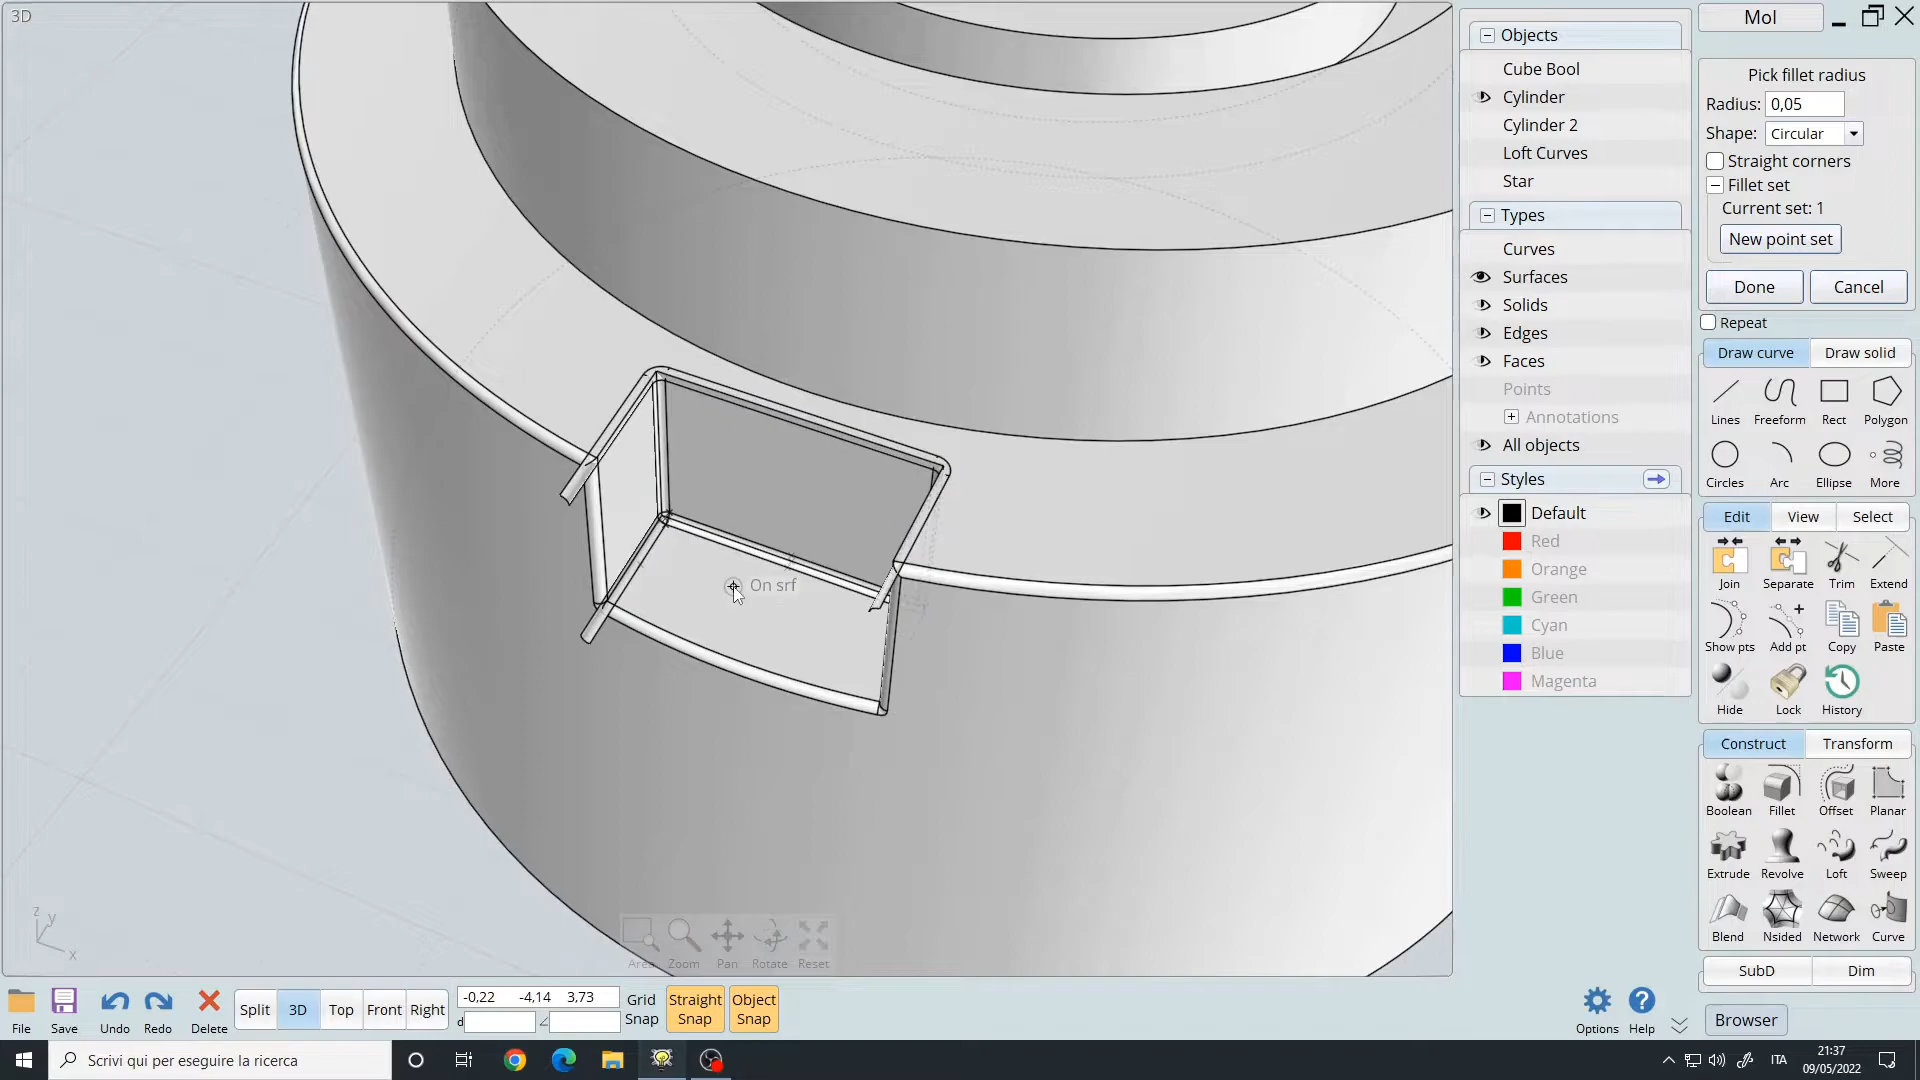 3D
On srf
z
y
x
Area Zoom Pan Rotate Reset
Objects
Cube Bool
Cylinder
Cylinder 2
Loft Curves
Star
Types
Curves
Surfaces
Solids
Edges
Faces
Points
Annotations
All objects
Styles
Default
Red
Orange
Green
Cyan
Blue
Magenta
MoI
Pick fillet radius
Radius: 0,05
Shape: Circular
Straight corners
Fillet set
Current set: 1
New point set
Done Cancel
Repeat
Draw curve Draw solid
Lines Freeform Rect Polygon
Circles Arc Ellipse More
Edit View Select
Join Separate Trim Extend
Show pts Add pt Copy Paste
Hide Lock History
Construct Transform
Boolean Fillet Offset Planar
Extrude Revolve Loft Sweep
Blend Nsided Network Curve
SubD Dim
File Save Undo Redo Delete
Split 3D Top Front Right
-0,22 -4,14 3,73
d
Grid Snap
Straight Snap
Object Snap
Options Help
Browser
Scrivi qui per eseguire la ricerca
ITA
21:37
09/05/2022